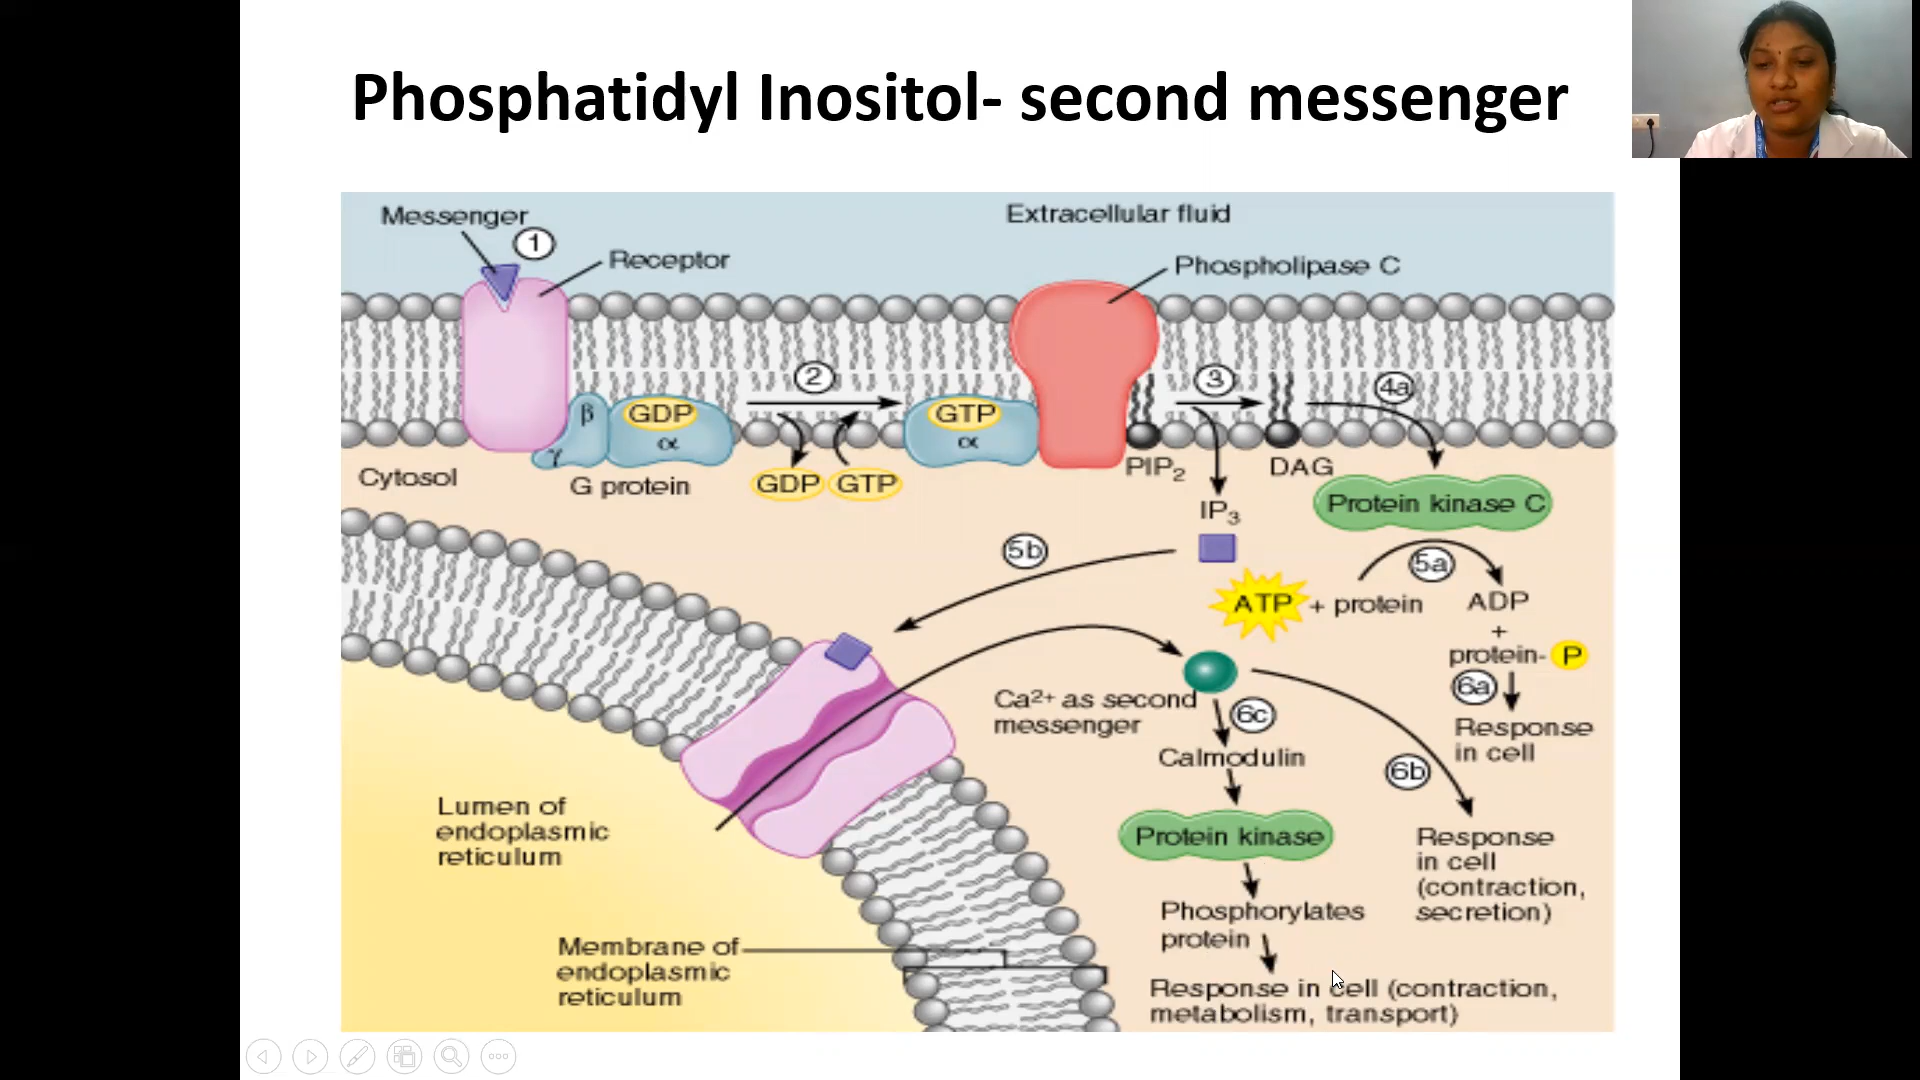 Phosphatidyl Inositol- second messenger
Messenger
1
Receptor
Extracellular fluid
Phospholipase C
2
3
4a
β
GDP
α
γ
GTP
α
Cytosol
G protein
GDP
GTP
PIP2
DAG
IP3
Protein kinase C
5b
5a
ATP + protein
ADP
+
protein- P
6a
Response
in cell
Ca2+ as second
messenger
6c
Calmodulin
6b
Protein kinase
Response
in cell
(contraction,
secretion)
Phosphorylates
protein
Response in cell (contraction,
metabolism, transport)
Lumen of
endoplasmic
reticulum
Membrane of
endoplasmic
reticulum